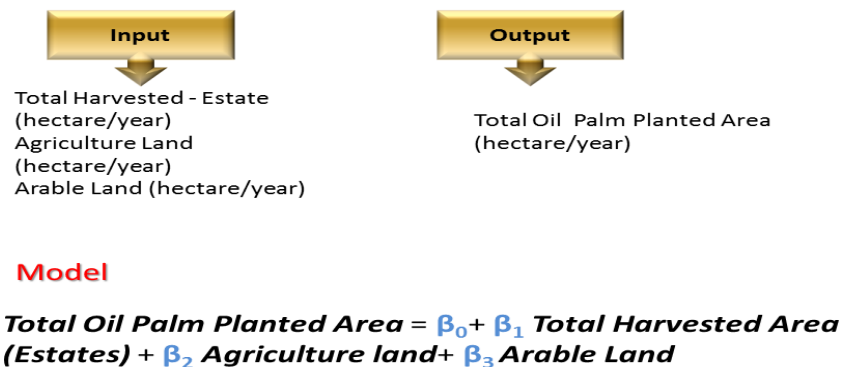 Input
Output
Total Harvested - Estate
(hectare/year)
Agriculture Land
(hectare/year)
Arable Land (hectare/year)
Total Oil Palm Planted Area
(hectare/year)
Model
Total Oil Palm Planted Area = β₀+ β₁ Total Harvested Area
(Estates) + β₂ Agriculture land+ β₃ Arable Land